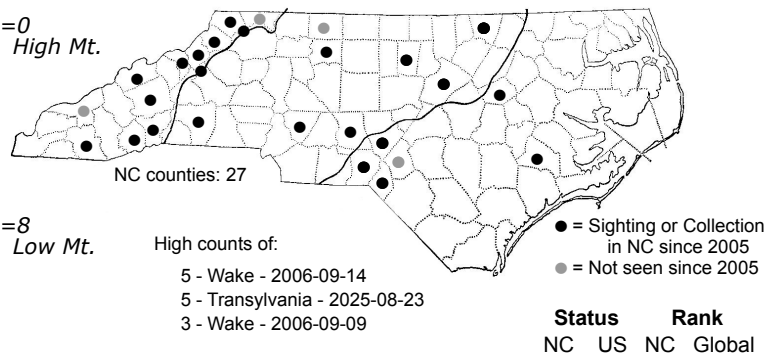 =0
High Mt.
NC counties: 27
=8
Low Mt.
High counts of:
5 - Wake - 2006-09-14
5 - Transylvania - 2025-08-23
3 - Wake - 2006-09-09
= Sighting or Collection
in NC since 2005
= Not seen since 2005
Status Rank
NC US NC Global